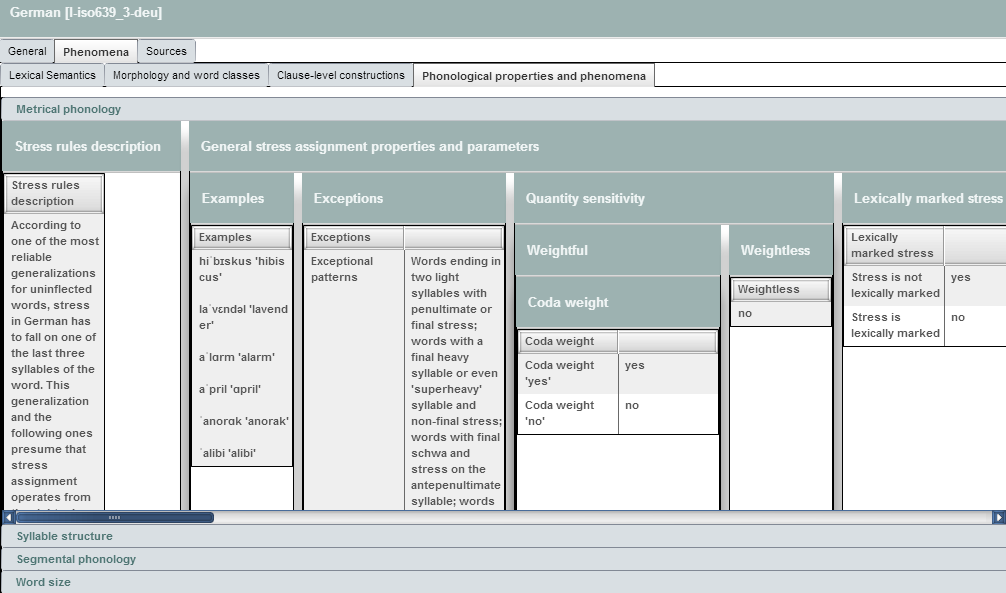 German [l-iso639_3-deu]
General
Phenomena
Sources
Lexical Semantics
Morphology and word classes
Clause-level constructions
Phonological properties and phenomena
Metrical phonology
Stress rules description
Stress rules
description
According to
one of the most
reliable
generalizations
for uninflected
words, stress
in German has
to fall on one of
the last three
syllables of
the word. This
generalization
and the
following ones
presume that
stress
assignment
operates from
General stress assignment properties and parameters
Examples
Examples
hiˈbɪskus 'hibis
cus'
laˈvɛndəl 'lavend
er'
aˈlɑrm 'alarm'
aˈpril 'ɑpril'
ˈanorɑk 'anorak'
ˈalibi 'alibi'
Exceptions
Exceptions
Exceptional
patterns
Words ending in
two light
syllables with
penultimate or
final stress;
words with a
final heavy
syllable or even
'superheavy'
syllable and
non-final stress;
words with final
schwa and
stress on the
antepenultimate
syllable; words
Quantity sensitivity
Weightful
Coda weight
Coda weight
Coda weight
'yes'
yes
Coda weight
'no'
no
Weightless
Weightless
no
Lexically marked stress
Lexically
marked stress
Stress is not
lexically marked
yes
Stress is
lexically marked
no
Syllable structure
Segmental phonology
Word size